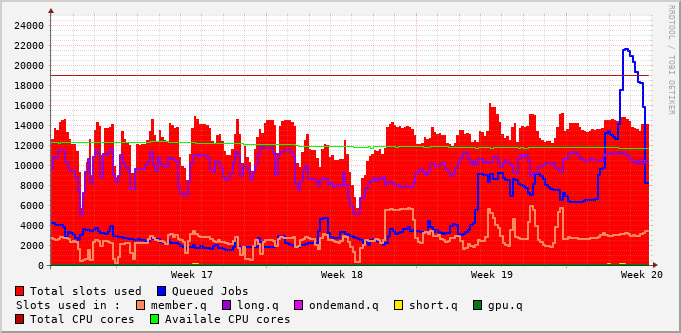 RRDTOOL / TOBI OETIKER
24000
22000
20000
18000
16000
14000
12000
10000
8000
6000
4000
2000
0
Week 17 Week 18 Week 19 Week 20
Total slots used Queued Jobs
Slots used in : member.q long.q ondemand.q short.q gpu.q
Total CPU cores Availale CPU cores